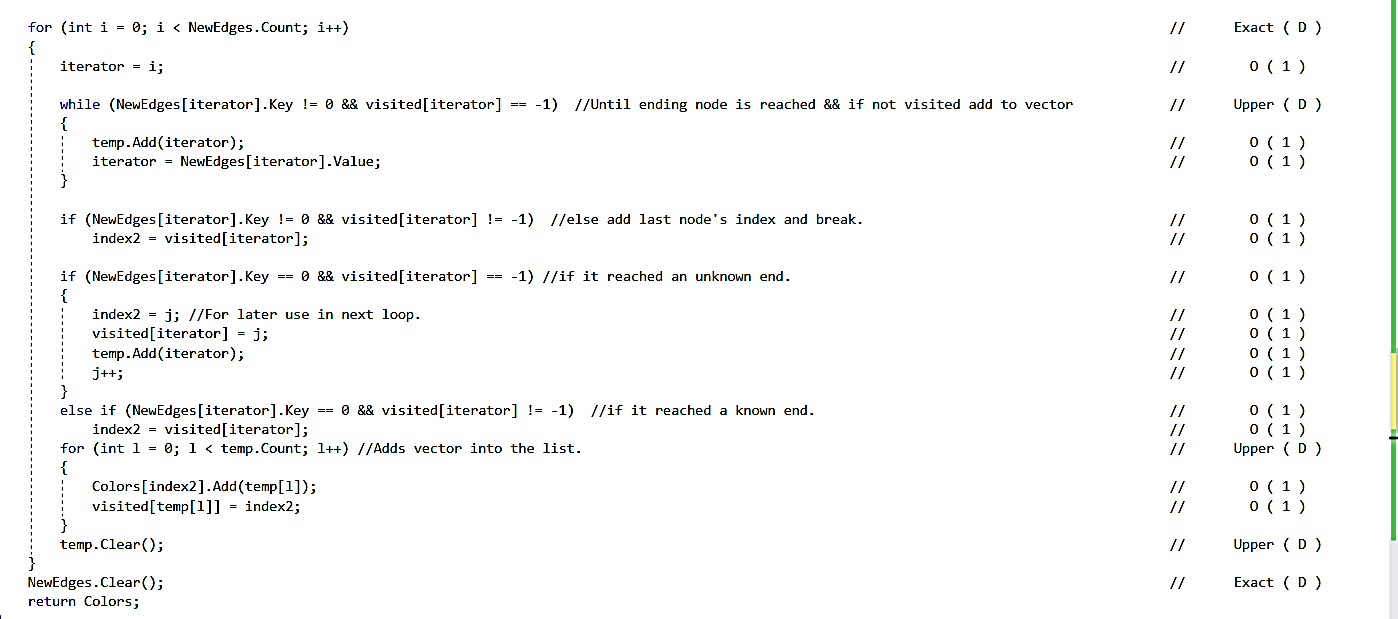 for (int i = 0; i < NewEdges.Count; i++) // Exact ( D )
{
iterator = i; // O ( 1 )
while (NewEdges[iterator].Key != 0 && visited[iterator] == -1) //Until ending node is reached && if not visited add to vector // Upper ( D )
{
temp.Add(iterator); // O ( 1 )
iterator = NewEdges[iterator].Value; // O ( 1 )
}
if (NewEdges[iterator].Key != 0 && visited[iterator] != -1) //else add last node's index and break. // O ( 1 )
index2 = visited[iterator]; // O ( 1 )
if (NewEdges[iterator].Key == 0 && visited[iterator] == -1) //if it reached an unknown end. // O ( 1 )
{
index2 = j; //For later use in next loop. // O ( 1 )
visited[iterator] = j; // O ( 1 )
temp.Add(iterator); // O ( 1 )
j++; // O ( 1 )
}
else if (NewEdges[iterator].Key == 0 && visited[iterator] != -1) //if it reached a known end. // O ( 1 )
index2 = visited[iterator]; // O ( 1 )
for (int l = 0; l < temp.Count; l++) //Adds vector into the list. // Upper ( D )
{
Colors[index2].Add(temp[l]); // O ( 1 )
visited[temp[l]] = index2; // O ( 1 )
}
temp.Clear(); // Upper ( D )
}
NewEdges.Clear(); // Exact ( D )
return Colors;